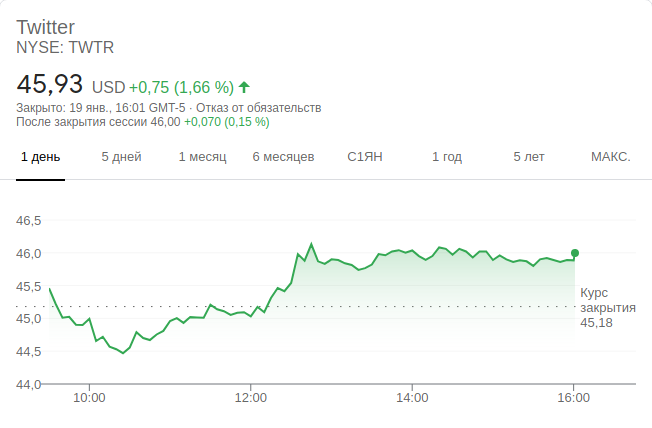 Twitter
NYSE: TWTR
45,93 USD +0,75 (1,66 %)
Закрыто: 19 янв., 16:01 GMT-5 · Отказ от обязательств
После закрытия сессии 46,00 +0,070 (0,15 %)
1 день 5 дней 1 месяц 6 месяцев С1ЯН 1 год 5 лет МАКС.
46,5
46,0
45,5
45,0
44,5
44,0
Курс
закрытия
45,18
10:00 12:00 14:00 16:00